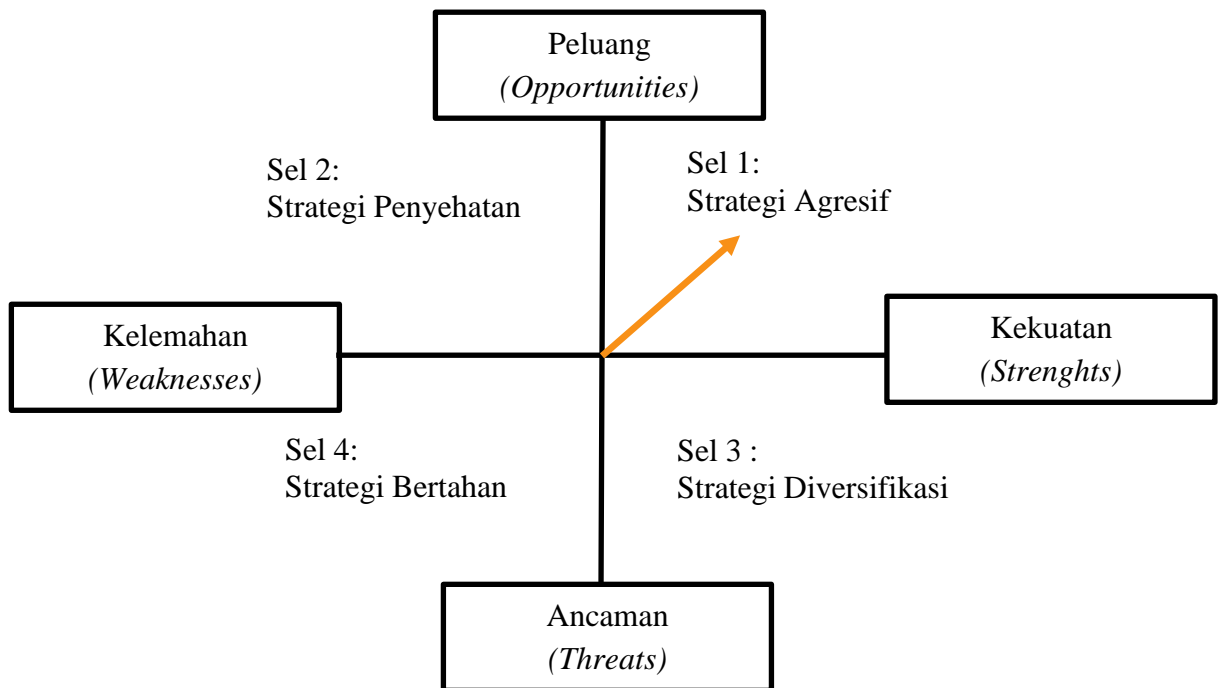 Peluang
(Opportunities)
Sel 2:
Strategi Penyehatan
Sel 1:
Strategi Agresif
Kelemahan
(Weaknesses)
Kekuatan
(Strenghts)
Sel 4:
Strategi Bertahan
Sel 3 :
Strategi Diversifikasi
Ancaman
(Threats)